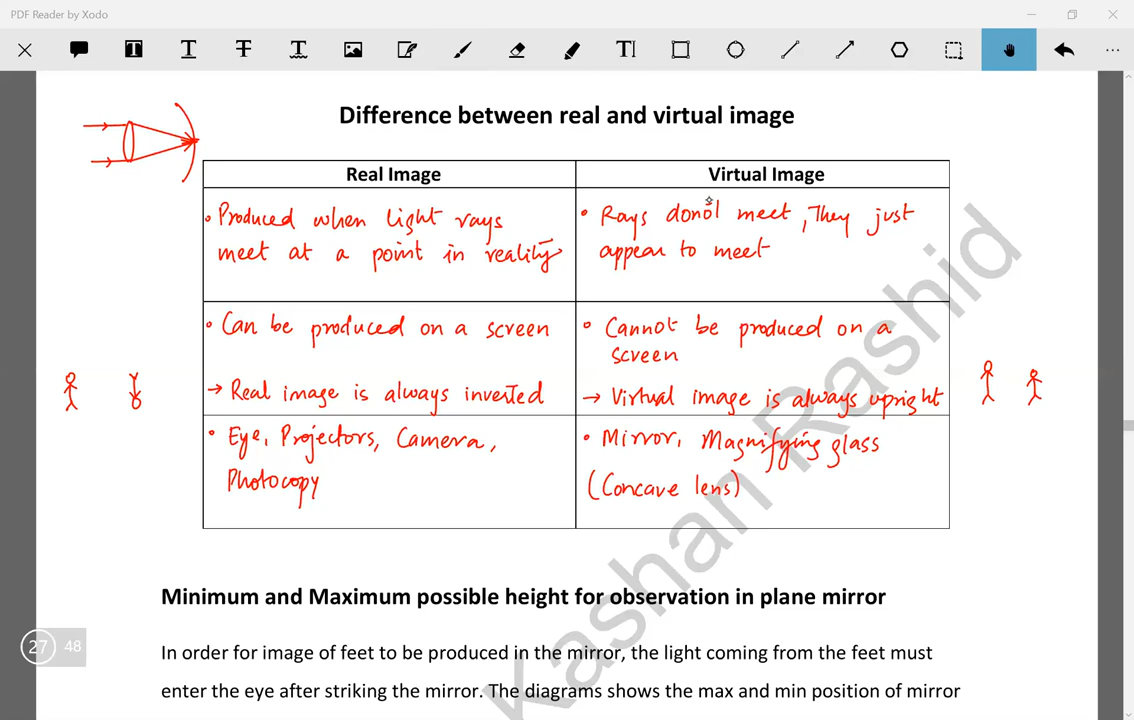 PDF Reader by Xodo
Difference between real and virtual image
Real Image
Virtual Image
• Produced when light rays
meet at a point in reality
• Rays donot meet, They just
appear to meet
• Can be produced on a screen
→ Real image is always inverted
• Cannot be produced on a
screen
→ Virtual image is always upright
• Eye, Projectors, Camera,
Photocopy
• Mirror, Magnifying glass
(Concave lens)
Kashan Rashid
Minimum and Maximum possible height for observation in plane mirror
27 48
In order for image of feet to be produced in the mirror, the light coming from the feet must
enter the eye after striking the mirror. The diagrams shows the max and min position of mirror